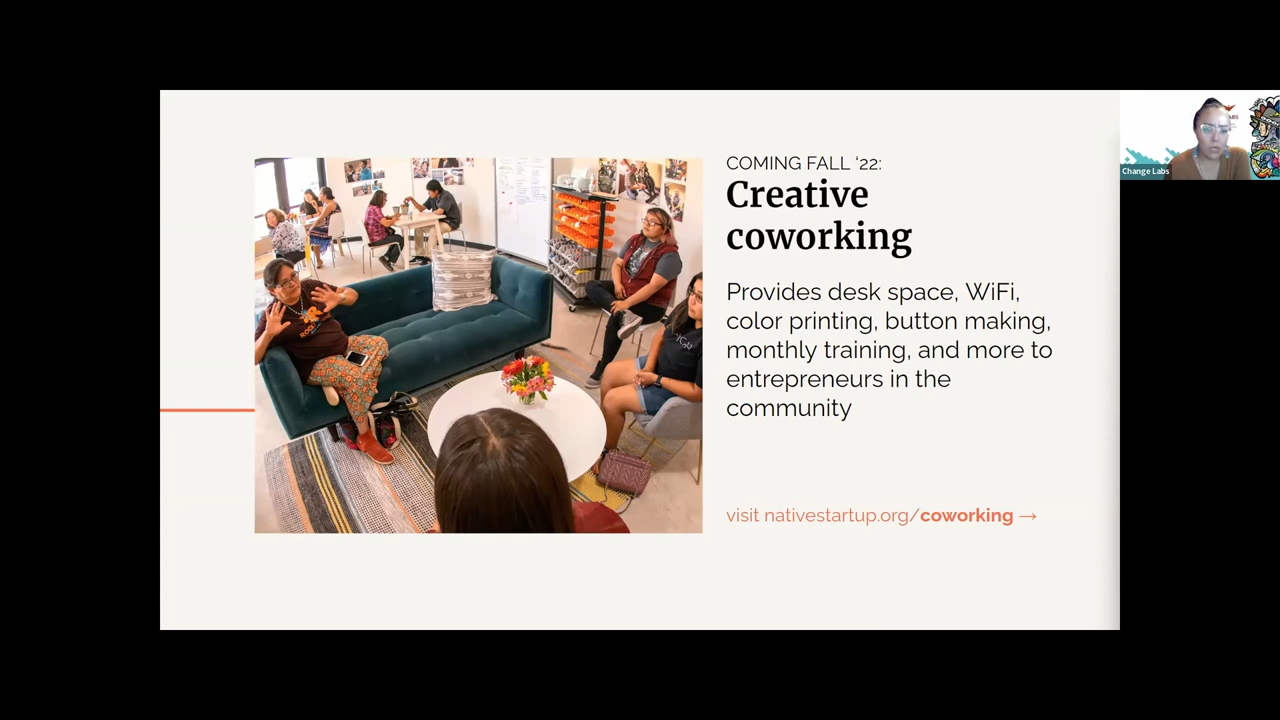 COMING FALL ‘22:
Creative
coworking
Provides desk space, WiFi,
color printing, button making,
monthly training, and more to
entrepreneurs in the
community
visit nativestartup.org/coworking →
Change Labs